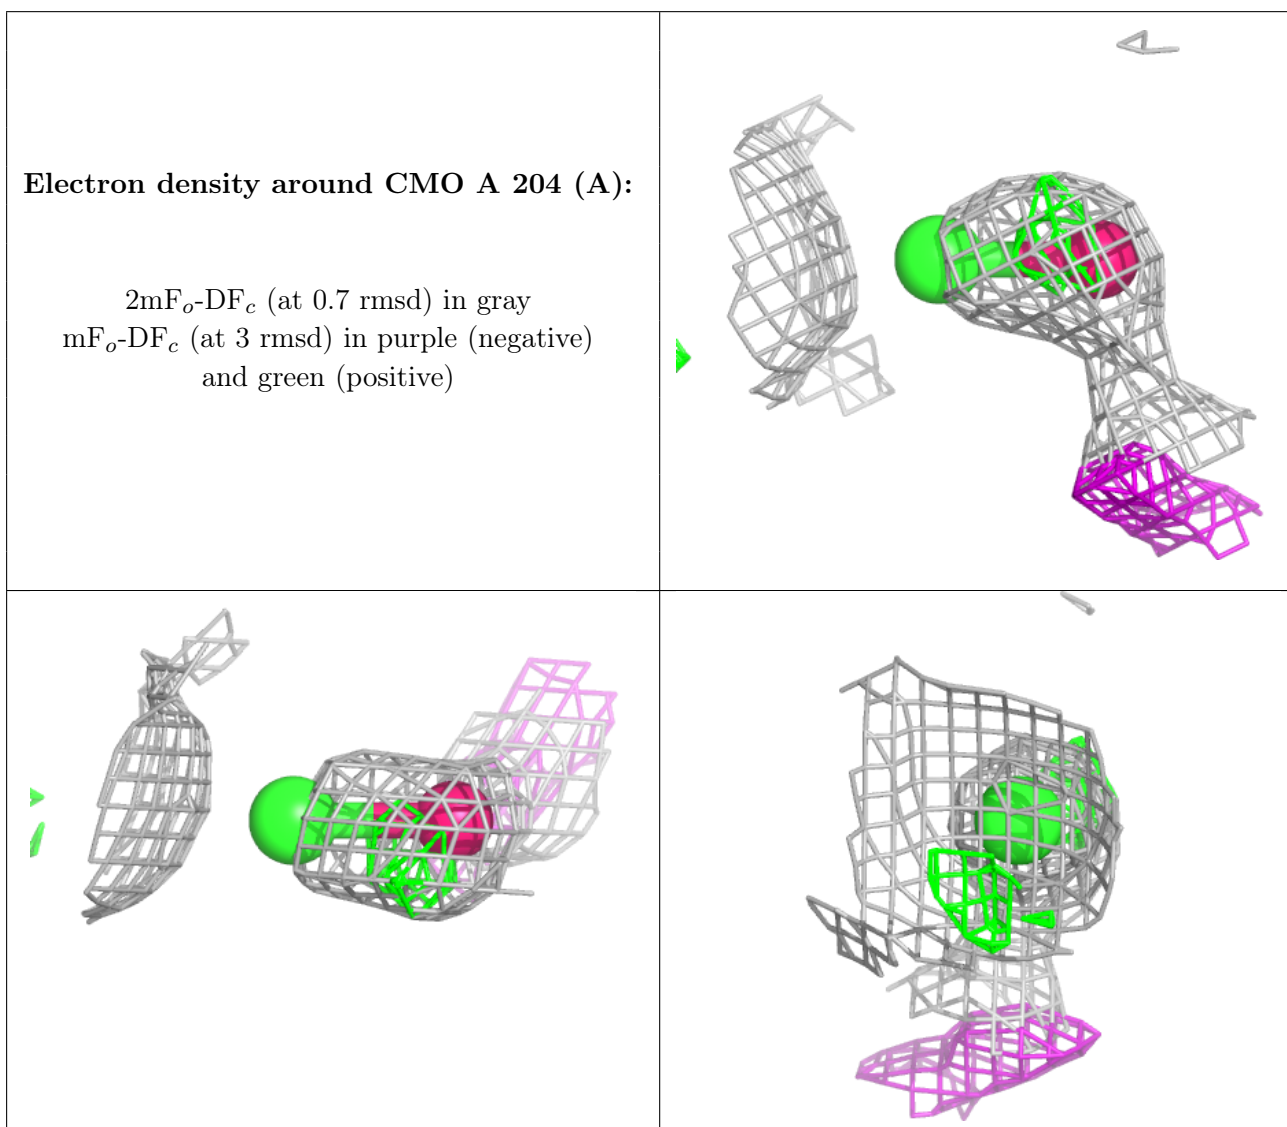 Electron density around CMO A 204 (A):
2mFo-DFc (at 0.7 rmsd) in gray
mFo-DFc (at 3 rmsd) in purple (negative)
and green (positive)